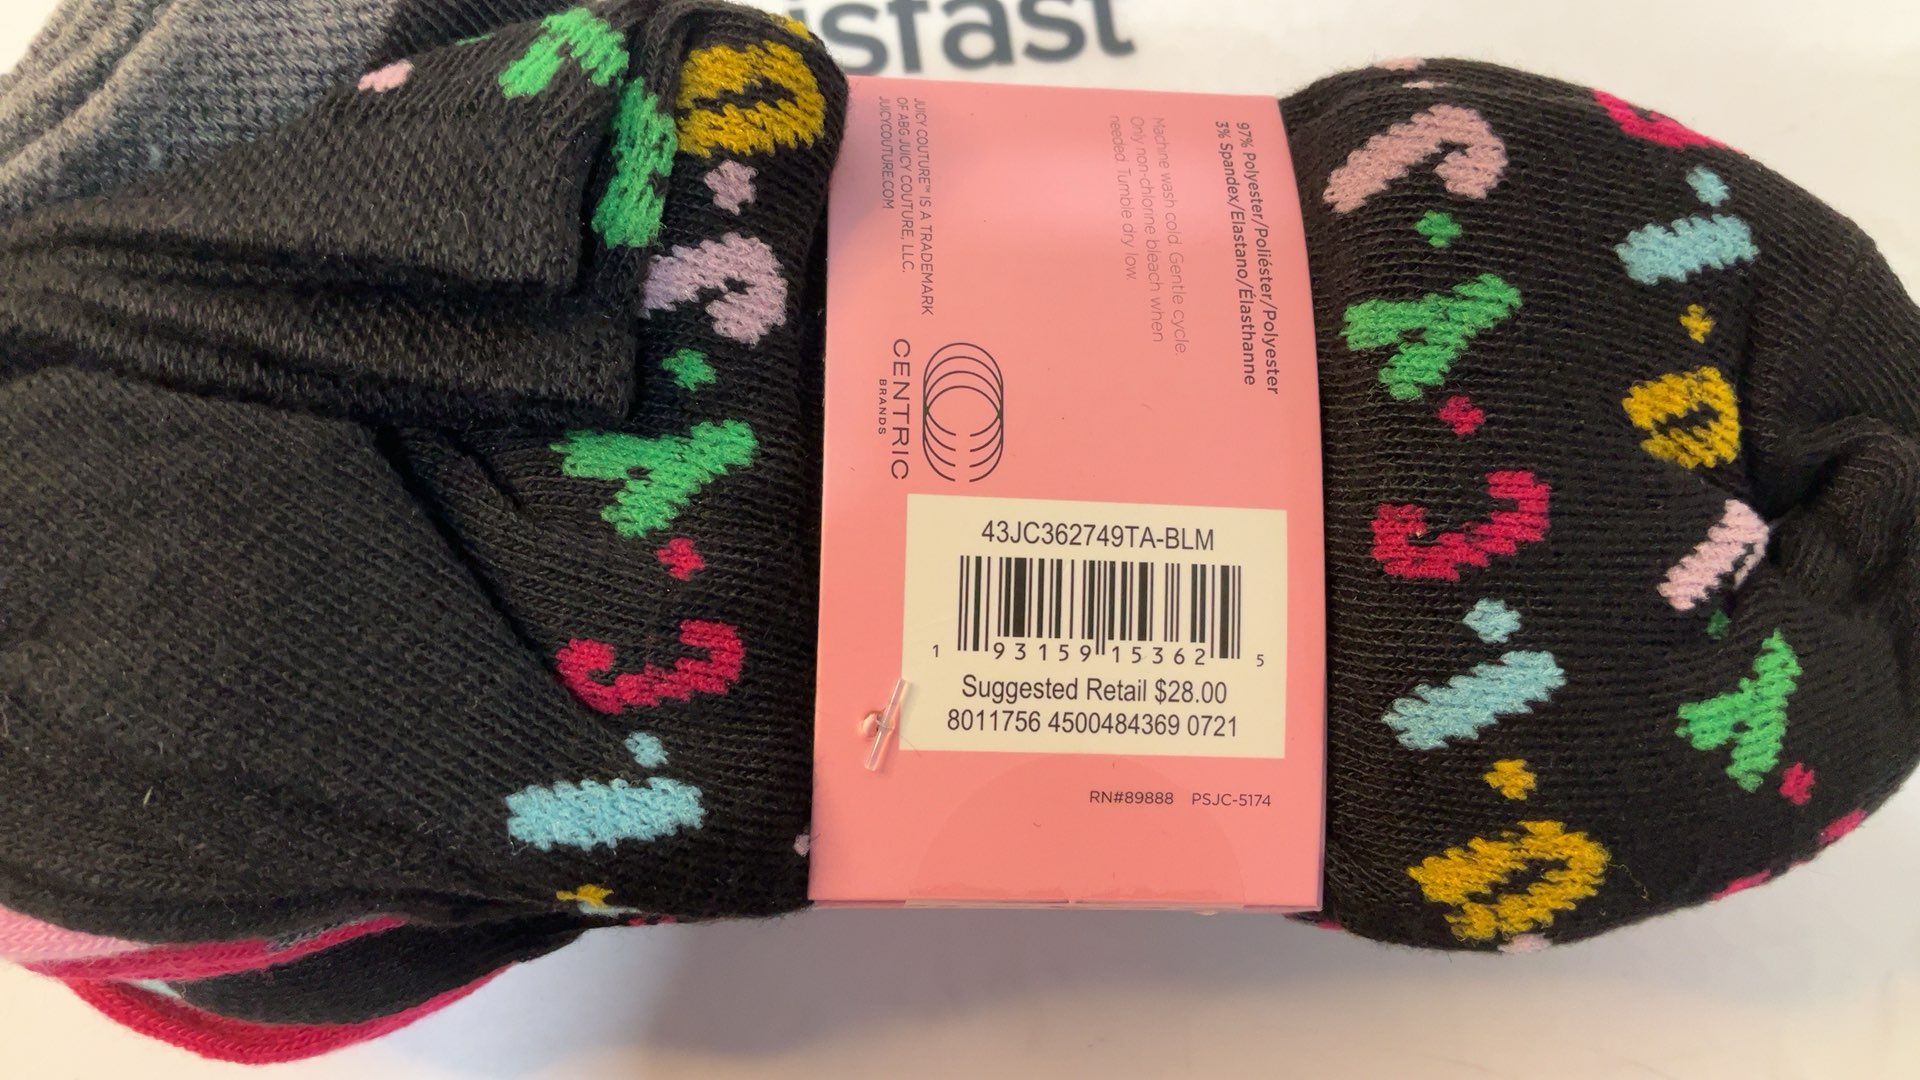 isfast
97% Polyester/Poliéster/Polyester
3% Spandex/Elastano/Élasthanne
Machine wash cold. Gentle cycle.
Only non-chlorine bleach when
needed. Tumble dry low.
JUICY COUTURE™ IS A TRADEMARK
OF ABG JUICY COUTURE, LLC.
JUICYCOUTURE.COM
CENTRIC
BRANDS
43JC362749TA-BLM
1 93159 15362 5
Suggested Retail $28.00
8011756 4500484369 0721
RN#89888 PSJC-5174